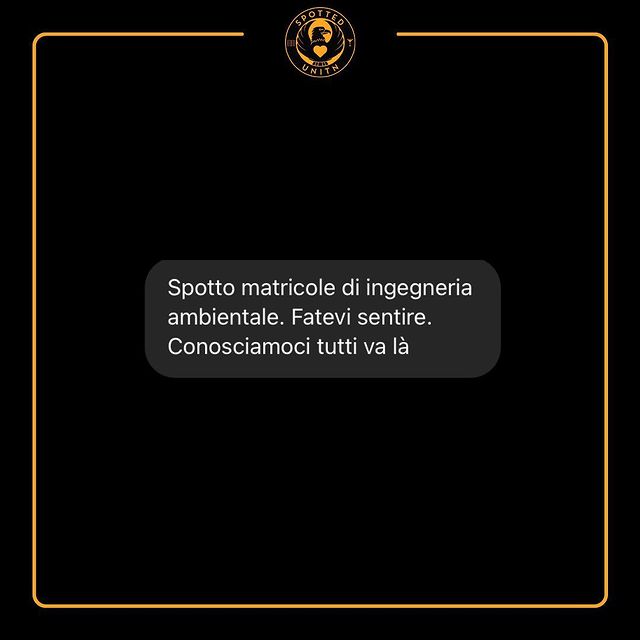 SPOTTED
UNITN
Spotto matricole di ingegneria
ambientale. Fatevi sentire.
Conosciamoci tutti va là